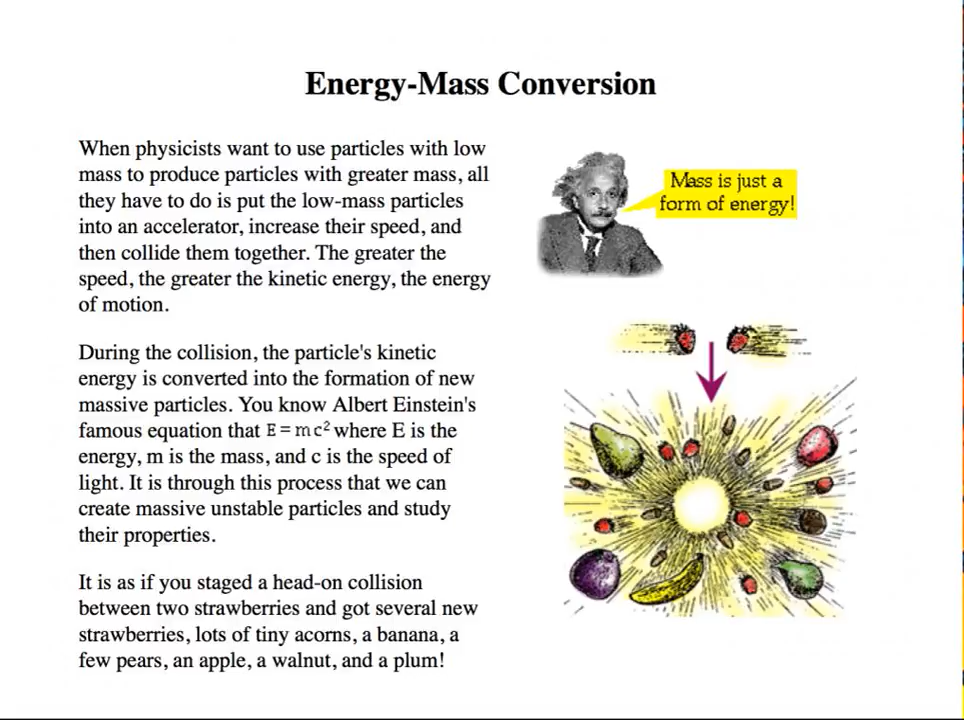 Energy-Mass Conversion
When physicists want to use particles with low
mass to produce particles with greater mass, all
they have to do is put the low-mass particles
into an accelerator, increase their speed, and
then collide them together. The greater the
speed, the greater the kinetic energy, the energy
of motion.
Mass is just a
form of energy!
During the collision, the particle's kinetic
energy is converted into the formation of new
massive particles. You know Albert Einstein's
famous equation that E = mc² where E is the
energy, m is the mass, and c is the speed of
light. It is through this process that we can
create massive unstable particles and study
their properties.
It is as if you staged a head-on collision
between two strawberries and got several new
strawberries, lots of tiny acorns, a banana, a
few pears, an apple, a walnut, and a plum!